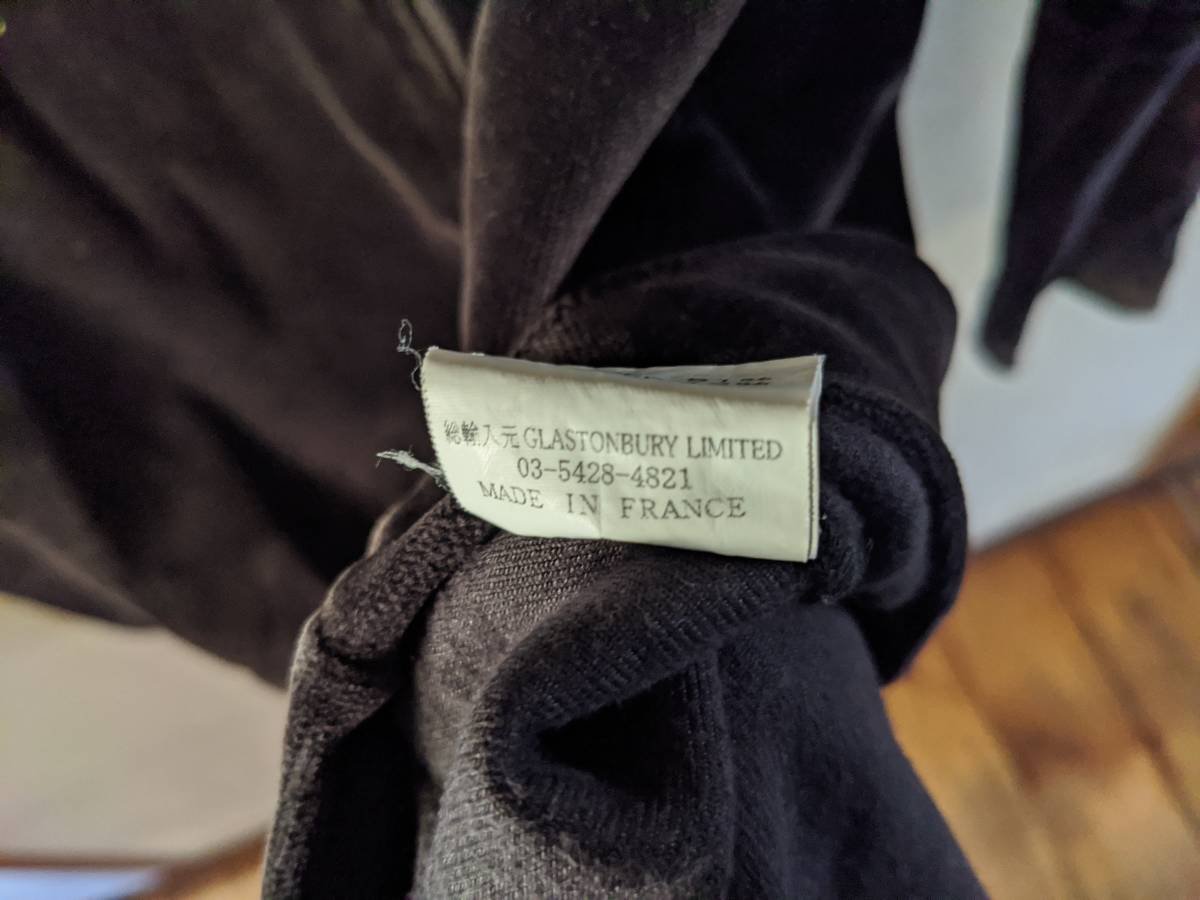 総輸入元 GLASTONBURY LIMITED
03-5428-4821
MADE IN FRANCE